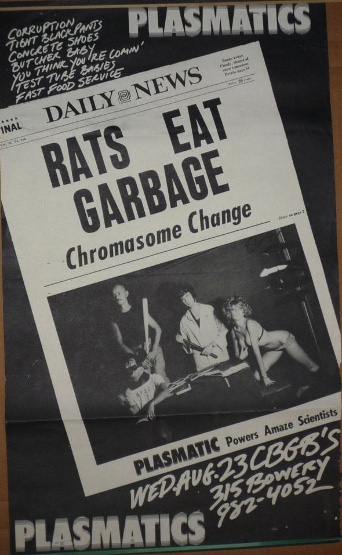 PLASMATICS
CORRUPTION
TIGHT BLACK PANTS
CONCRETE SHOES
BUTCHER BABY
YOU THINK YOU'RE COMIN'
TEST TUBE BABIES
FAST FOOD SERVICE
INAL
DAILY NEWS
RATS EAT
GARBAGE
Chromasome Change
PLASMATIC Powers Amaze Scientists
WED. AUG. 23 CBGB'S
315 BOWERY
982-4052
PLASMATICS